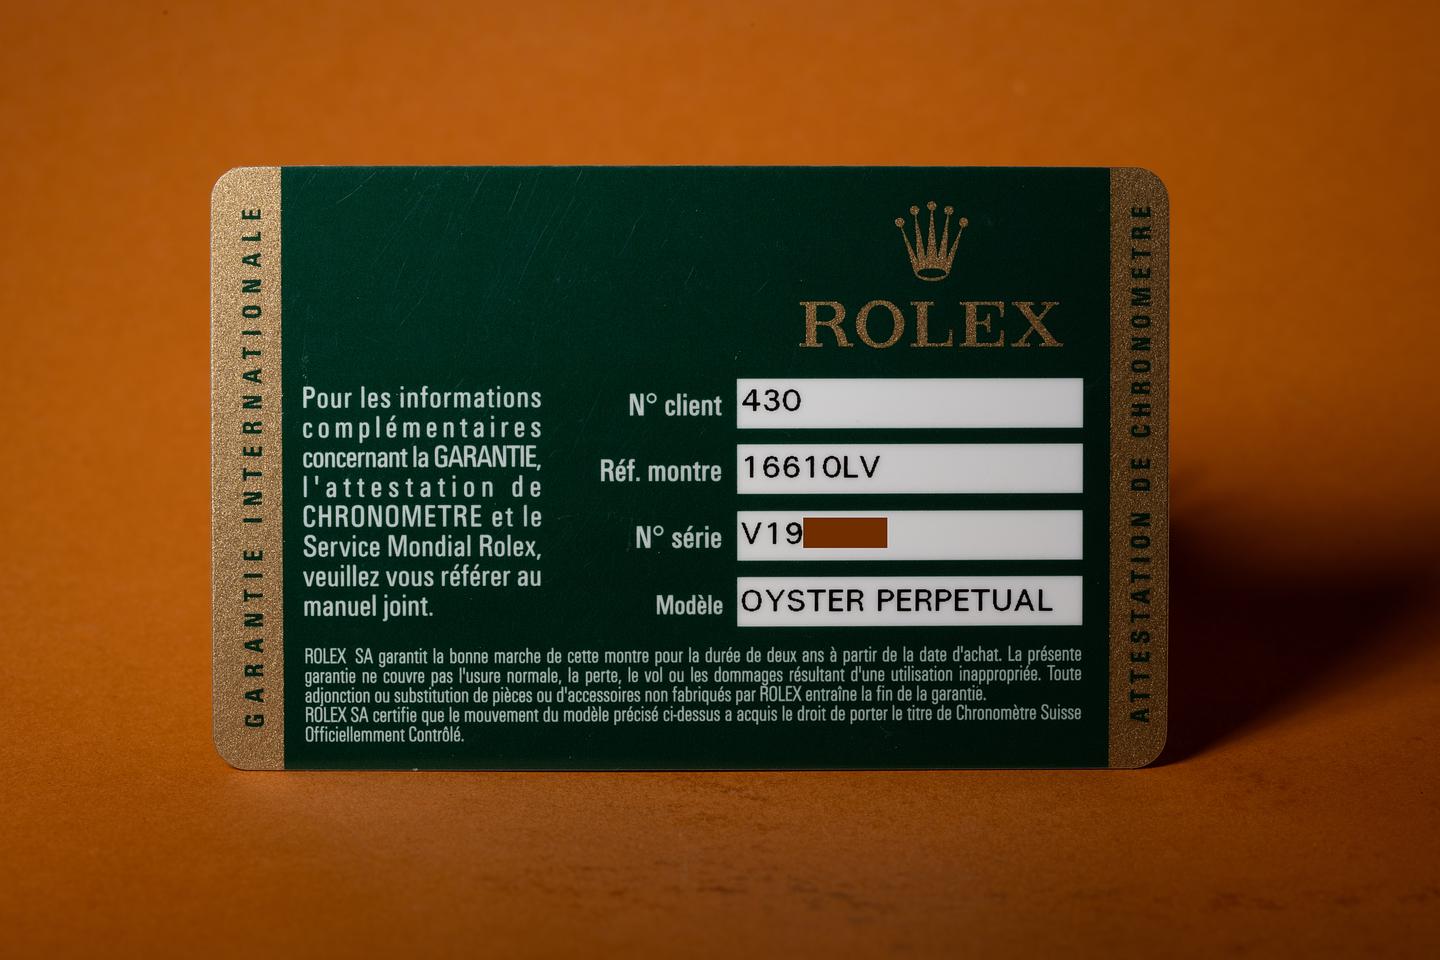 GARANTIE INTERNATIONALE
ROLEX
Pour les informations
complémentaires
concernant la GARANTIE,
l'attestation de
CHRONOMETRE et le
Service Mondial Rolex,
veuillez vous référer au
manuel joint.
N° client 430
Réf. montre 16610LV
N° série V19
Modèle OYSTER PERPETUAL
ROLEX SA garantit la bonne marche de cette montre pour la durée de deux ans à partir de la date d'achat. La présente
garantie ne couvre pas l'usure normale, la perte, le vol ou les dommages résultant d'une utilisation inappropriée. Toute
adjonction ou substitution de pièces ou d'accessoires non fabriqués par ROLEX entraîne la fin de la garantie.
ROLEX SA certifie que le mouvement du modèle précisé ci-dessus a acquis le droit de porter le titre de Chronomètre Suisse
Officiellemment Contrôlé.
ATTESTATION DE CHRONOMETRE